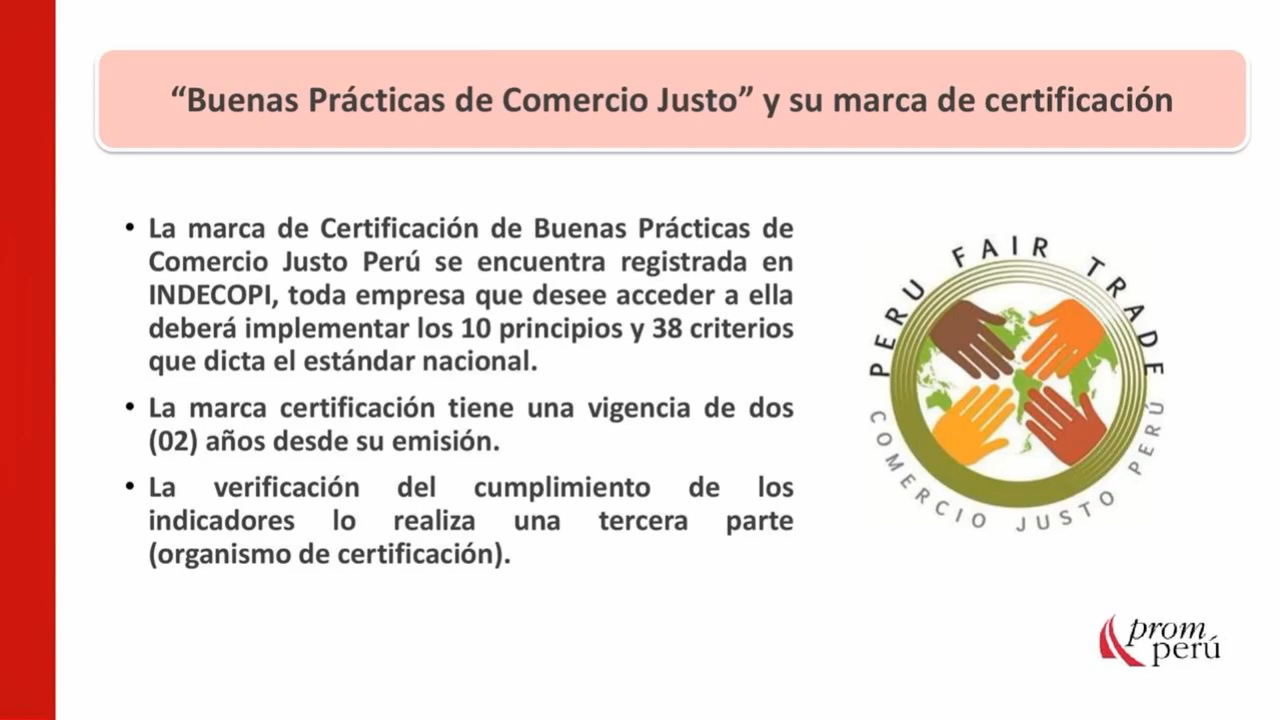 “Buenas Prácticas de Comercio Justo” y su marca de certificación
• La marca de Certificación de Buenas Prácticas de
Comercio Justo Perú se encuentra registrada en
INDECOPI, toda empresa que desee acceder a ella
deberá implementar los 10 principios y 38 criterios
que dicta el estándar nacional.
• La marca certificación tiene una vigencia de dos
(02) años desde su emisión.
• La verificación del cumplimiento de los
indicadores lo realiza una tercera parte
(organismo de certificación).
PERU FAIR TRADE
COMERCIO JUSTO PERÚ
prom
perú